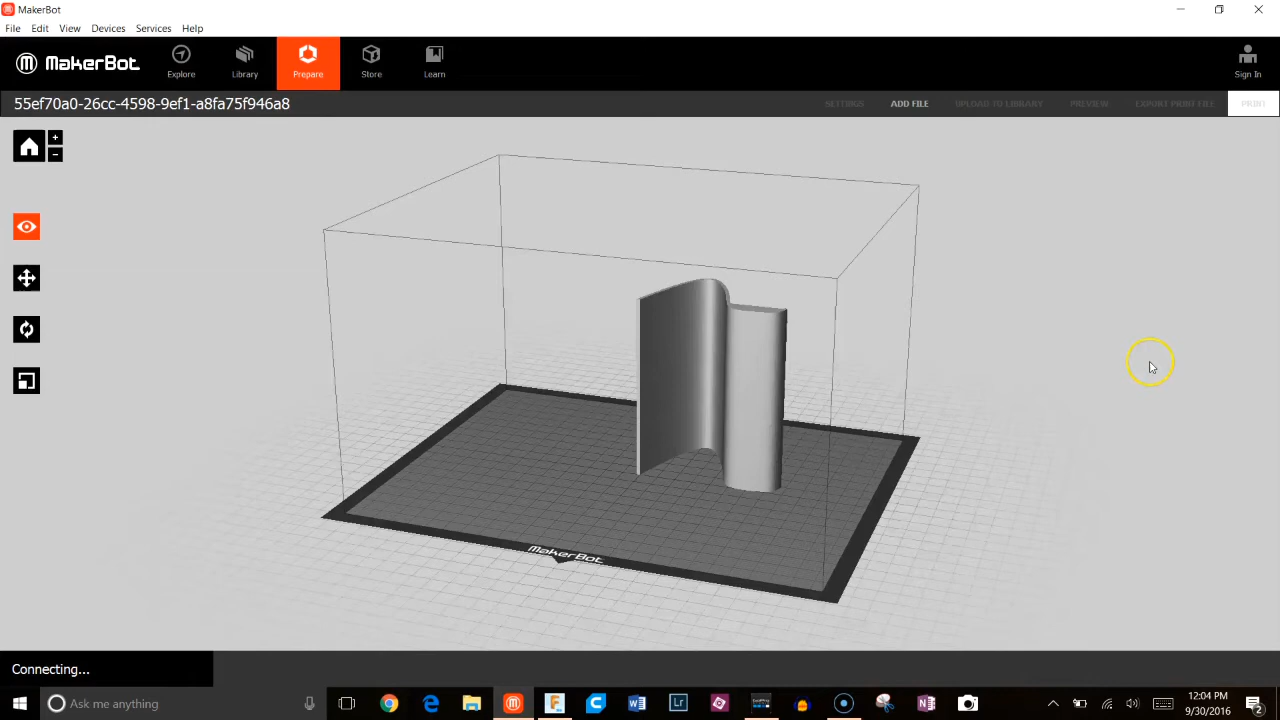 MakerBot
File Edit View Devices Services Help
MakerBot
Explore Library Prepare Store Learn Sign In
55ef70a0-26cc-4598-9ef1-a8fa75f946a8
SETTINGS ADD FILE UPLOAD TO LIBRARY PREVIEW EXPORT PRINT FILE PRINT
MakerBot
Connecting...
Ask me anything
12:04 PM
9/30/2016
2